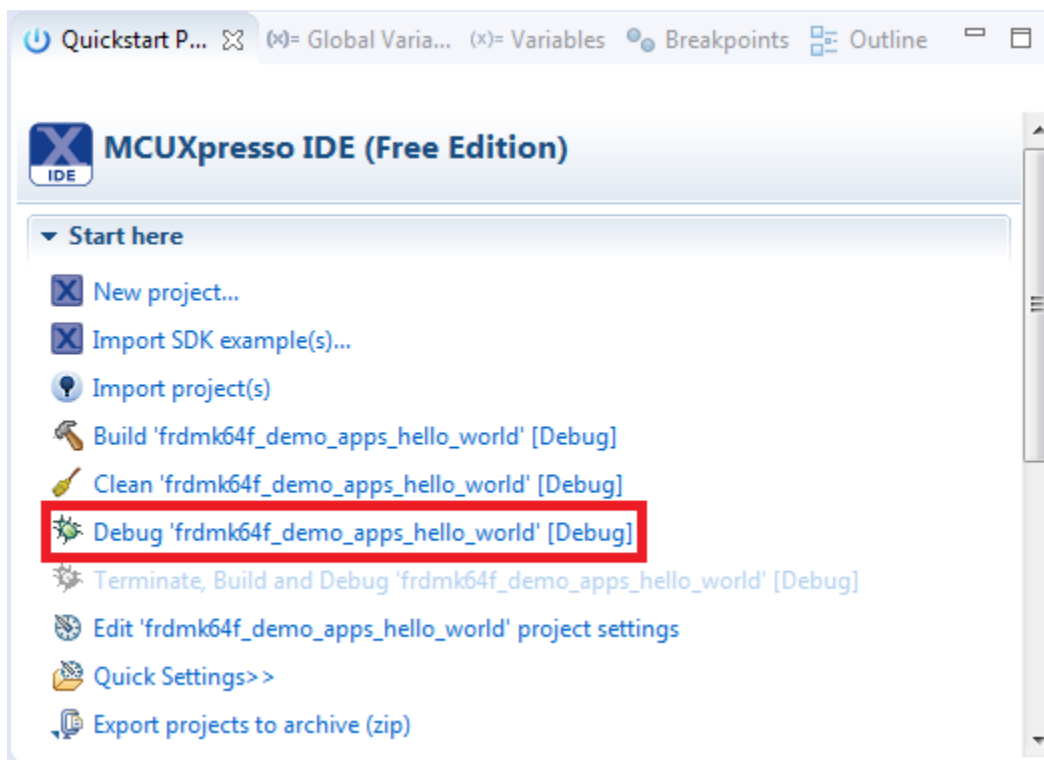 Quickstart P... (x)= Global Varia... (x)= Variables Breakpoints Outline
MCUXpresso IDE (Free Edition)
IDE
Start here
New project...
Import SDK example(s)...
Import project(s)
Build 'frdmk64f_demo_apps_hello_world' [Debug]
Clean 'frdmk64f_demo_apps_hello_world' [Debug]
Debug 'frdmk64f_demo_apps_hello_world' [Debug]
Terminate, Build and Debug 'frdmk64f_demo_apps_hello_world' [Debug]
Edit 'frdmk64f_demo_apps_hello_world' project settings
Quick Settings>>
Export projects to archive (zip)